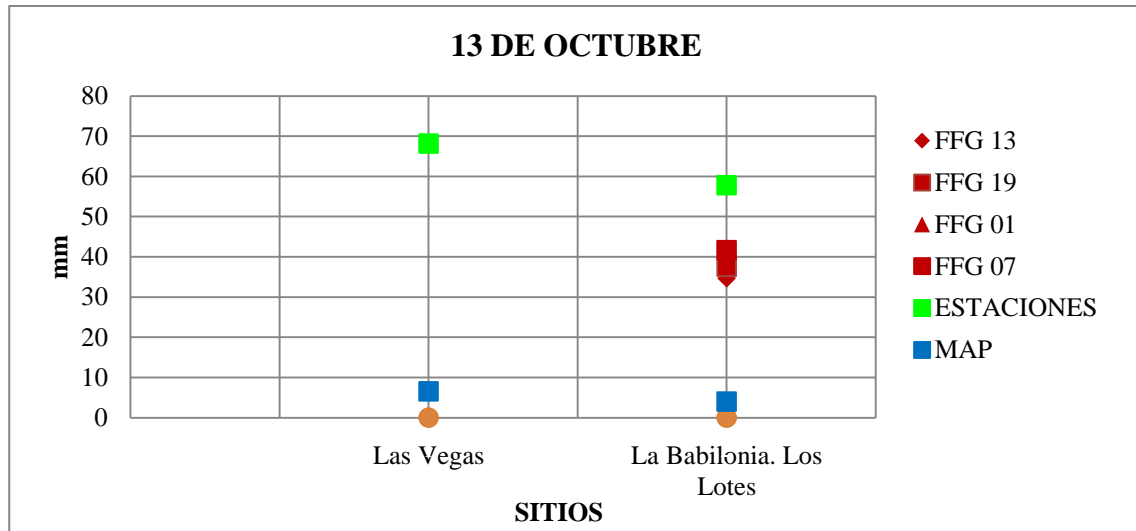 13 DE OCTUBRE
80
70
60
50
40
30
20
10
0
mm
Las Vegas
La Babilonia. Los
Lotes
SITIOS
FFG 13
FFG 19
FFG 01
FFG 07
ESTACIONES
MAP